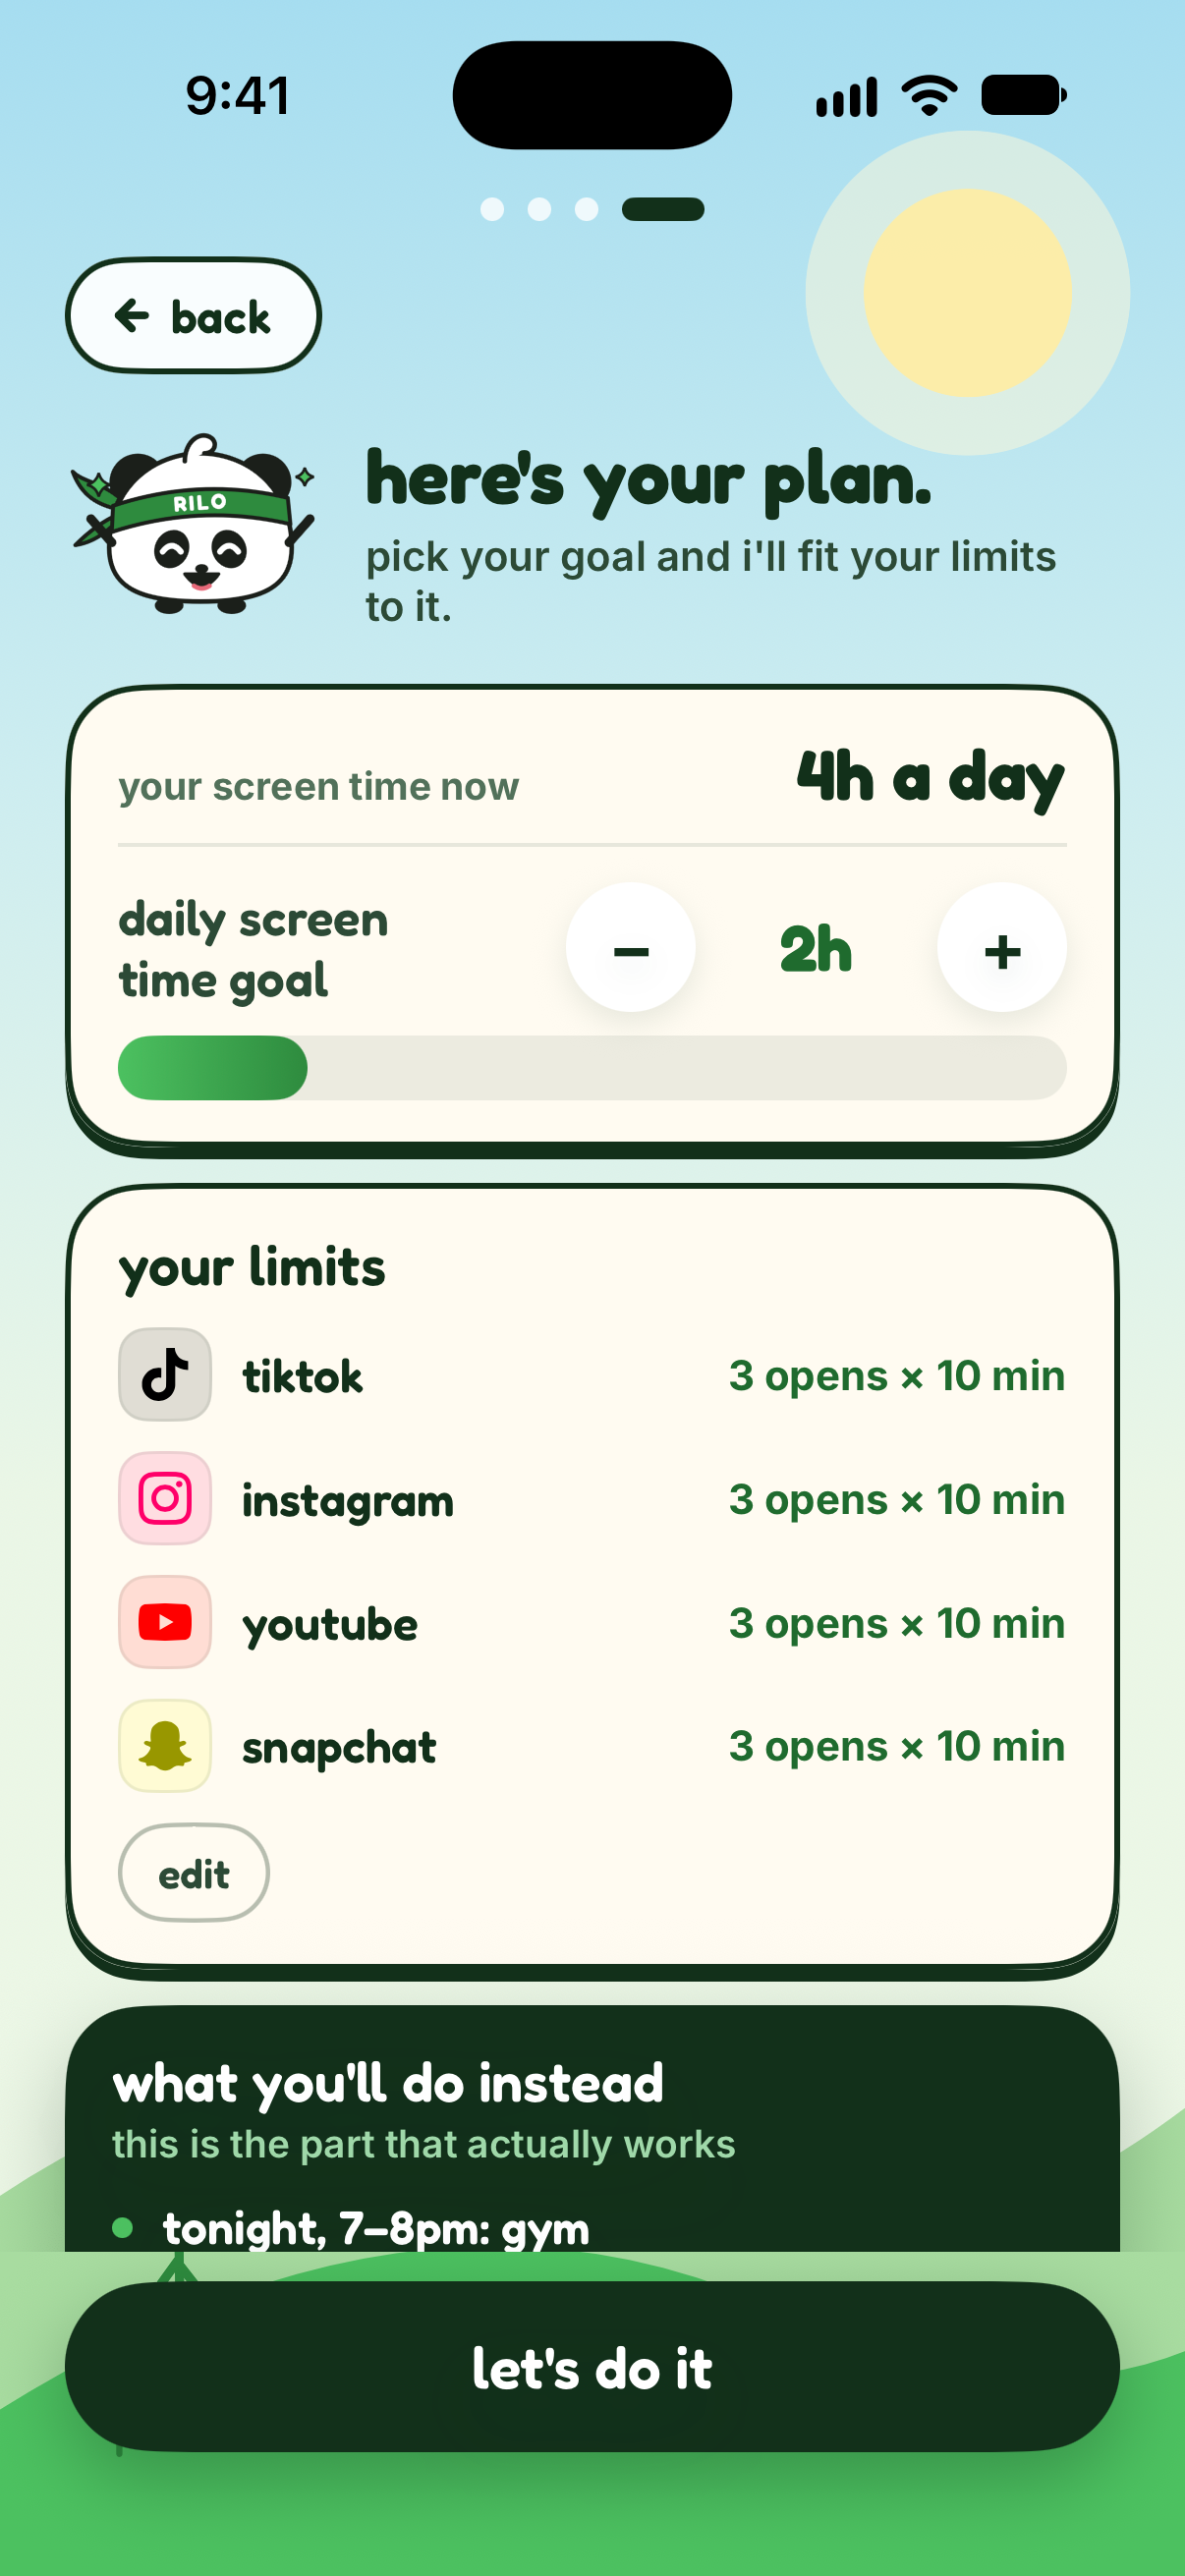 9:41
← back
RILO
here's your plan.
pick your goal and i'll fit your limits
to it.
your screen time now
4h a day
daily screen
time goal
− 2h +
your limits
tiktok 3 opens × 10 min
instagram 3 opens × 10 min
youtube 3 opens × 10 min
snapchat 3 opens × 10 min
edit
what you'll do instead
this is the part that actually works
tonight, 7–8pm: gym
let's do it